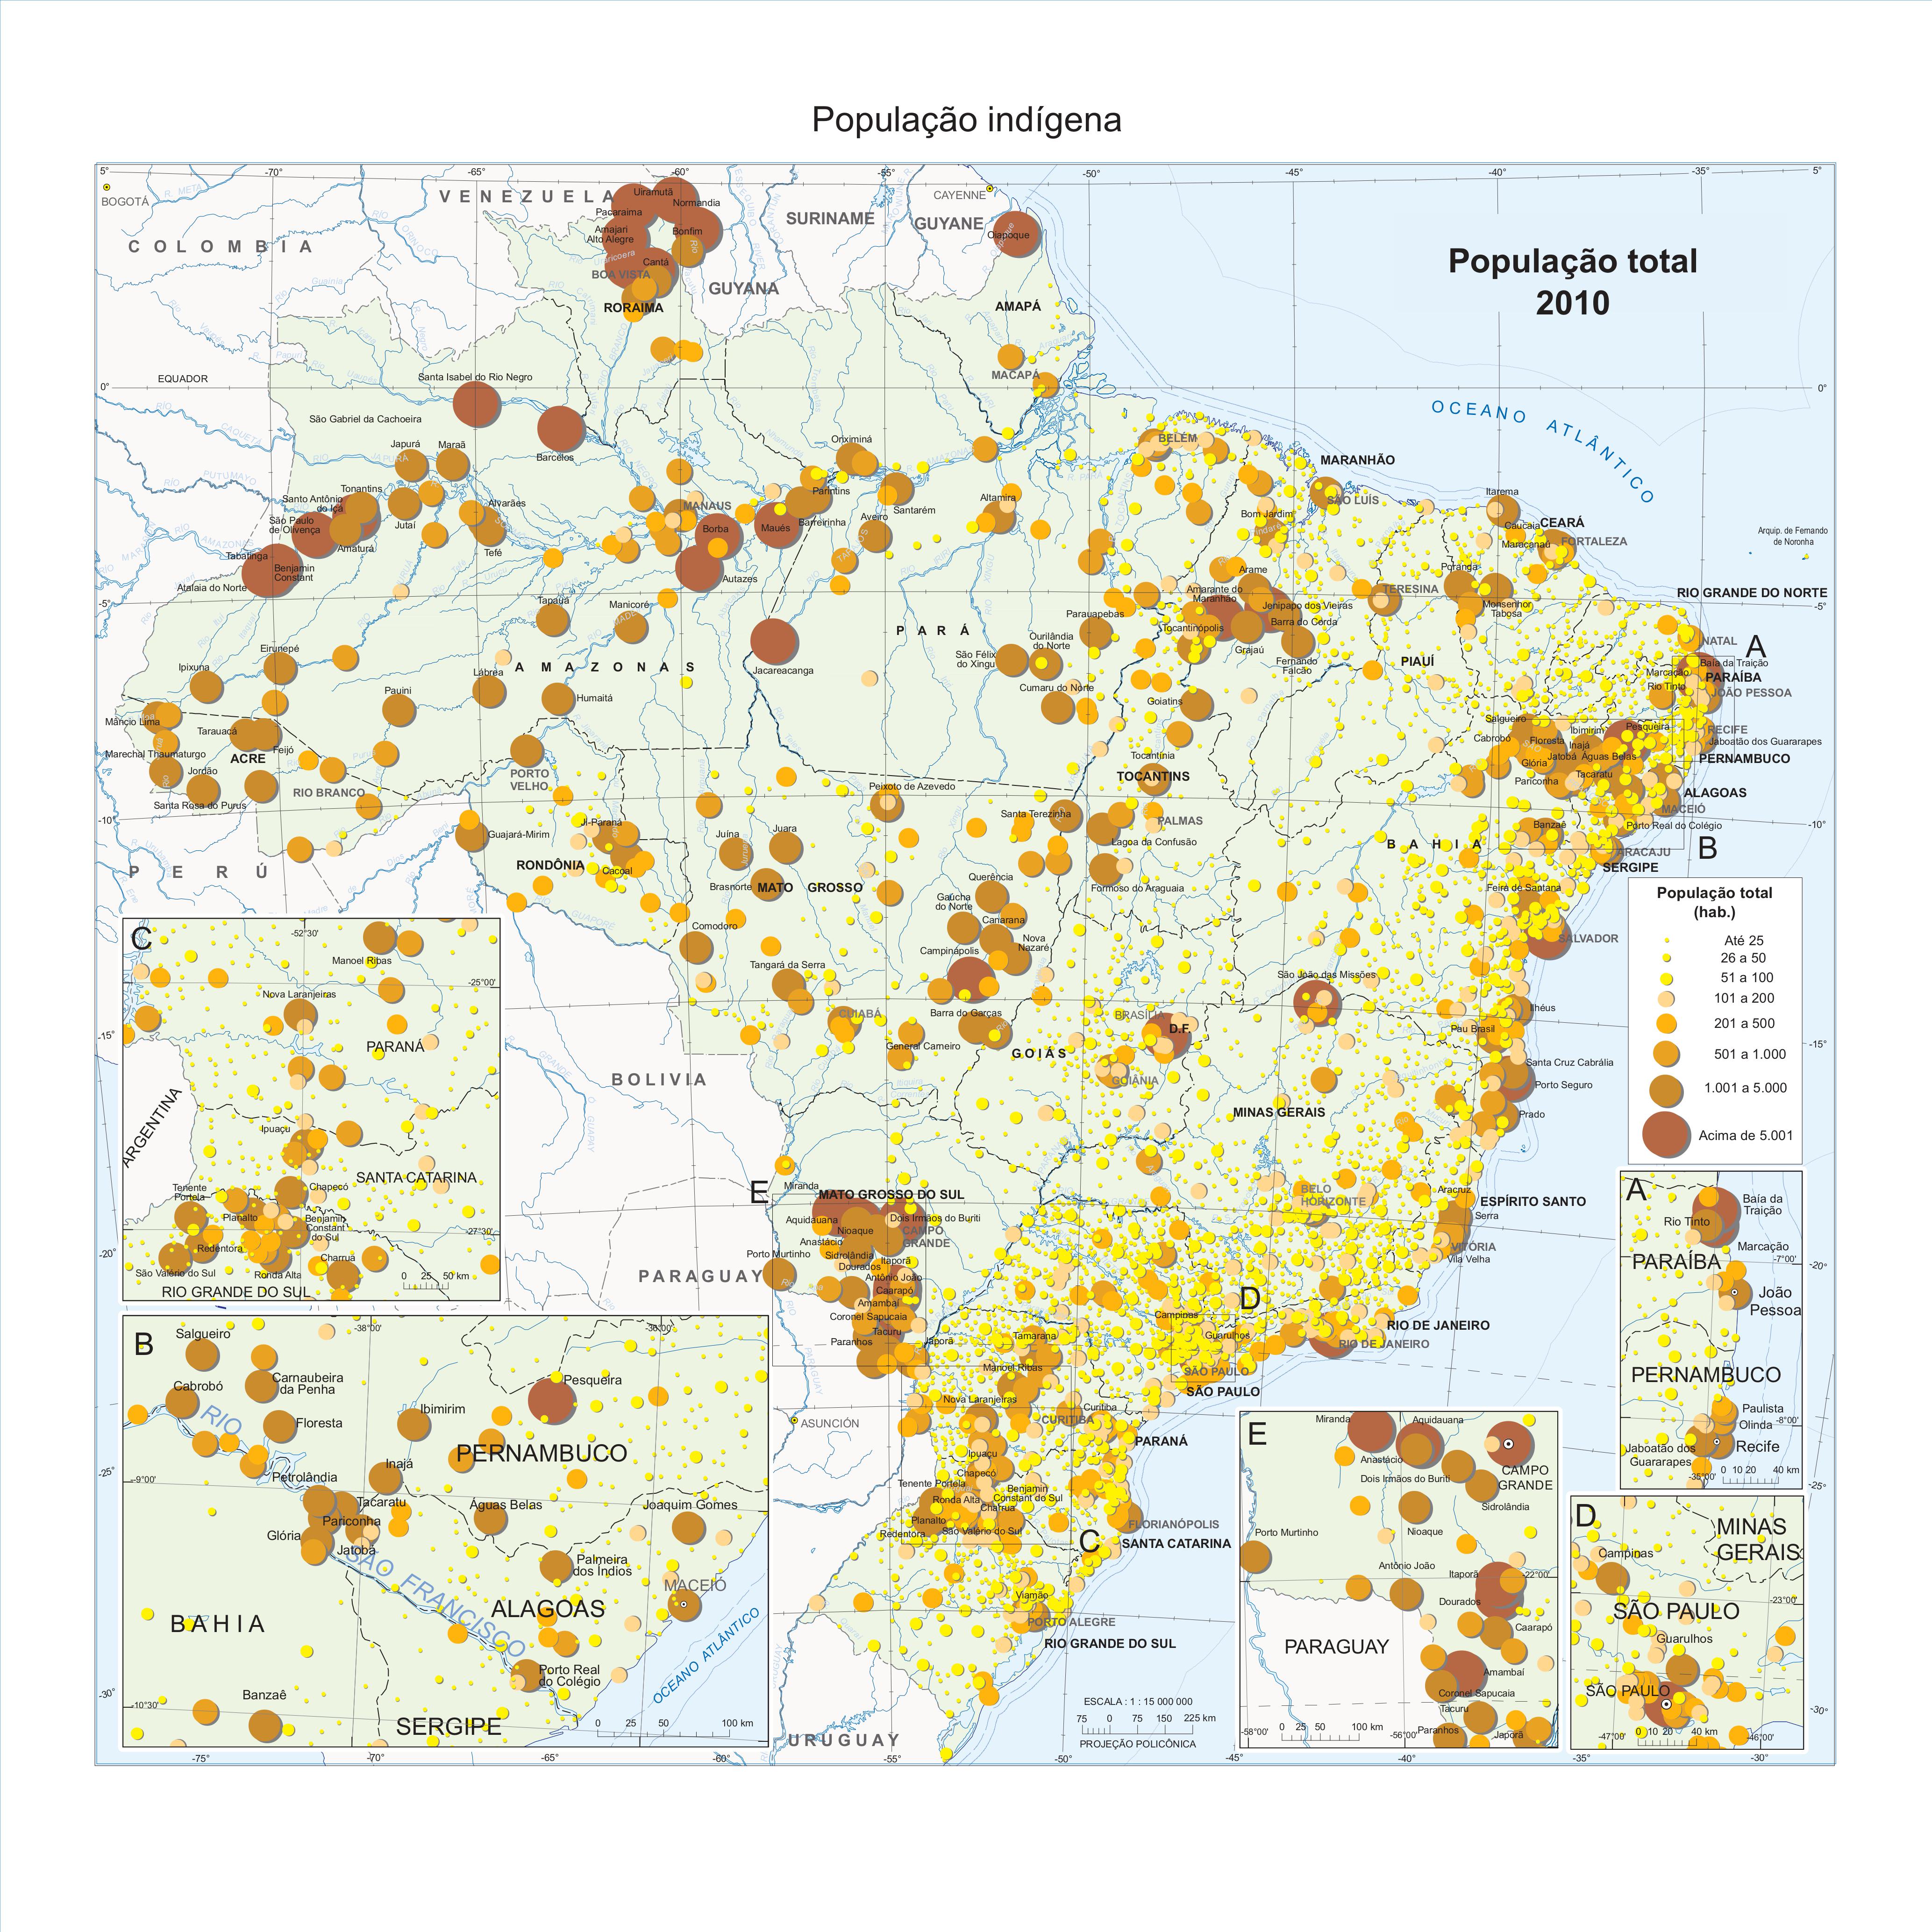 População indígena
População total
2010
5°
-70°
-65°
-60°
-55°
-50°
-45°
-40°
-35°
5°
BOGOTÁ
R. META
VENEZUELA
COLOMBIA
SURINAME
CAYENNE
GUYANE
GUYANA
Uiramutã
Pacaraima
Normandia
Amajari
Alto Alegre
Bonfim
Cantá
BOA VISTA
RORAIMA
Oiapoque
AMAPÁ
MACAPÁ
EQUADOR
0°
0°
OCEANO ATLÂNTICO
Santa Isabel do Rio Negro
São Gabriel da Cachoeira
Barcelos
Japurá
Maraã
Tonantins
Santo Antônio
do Içá
São Paulo
de Olivença
Amaturá
Jutaí
Alvarães
Tefé
Tabatinga
Benjamin
Constant
Atalaia do Norte
MANAUS
Borba
Autazes
Maués
Barreirinha
Parintins
Oriximiná
Aveiro
Santarém
Altamira
BELÉM
MARANHÃO
SÃO LUÍS
Bom Jardim
Itarema
Caucaia
CEARÁ
Maracanaú
FORTALEZA
Arquip. de Fernando
de Noronha
-5°
-5°
RIO GRANDE DO NORTE
NATAL
A
Baía da Traição
Marcação
PARAÍBA
Rio Tinto
JOÃO PESSOA
TERESINA
Poranga
Monsenhor
Tabosa
Arame
Amarante do
Maranhão
Jenipapo dos Vieiras
Barra do Corda
Tocantinópolis
Grajaú
Fernando
Falcão
PIAUÍ
Tapauá
Manicoré
Parauapebas
PARÁ
Ourilândia
do Norte
São Félix
do Xingu
Cumaru do Norte
Jacareacanga
AMAZONAS
Eirunepé
Ipixuna
Lábrea
Pauini
Humaitá
Goiatins
Mâncio Lima
Tarauacá
Feijó
Marechal Thaumaturgo
ACRE
Jordão
Santa Rosa do Purus
RIO BRANCO
PORTO
VELHO
Tocantínia
TOCANTINS
Salgueiro
Cabrobó
Floresta
Ibimirim
Inajá
Pesqueira
RECIFE
Jaboatão dos Guararapes
PERNAMBUCO
Glória
Jatobá
Águas Belas
Pariconha
Tacaratu
ALAGOAS
MACEIÓ
Porto Real do Colégio
Banzaê
ARACAJU
B
SERGIPE
BAHIA
Feira de Santana
SALVADOR
-10°
-10°
Peixoto de Azevedo
Santa Terezinha
PALMAS
Lagoa da Confusão
Formoso do Araguaia
Guajará-Mirim
Ji-Paraná
RONDÔNIA
Cacoal
Juína
Juara
Brasnorte
MATO GROSSO
Querência
Gaúcha
do Norte
Canarana
Nova
Nazaré
Campinápolis
Comodoro
Tangará da Serra
CUIABÁ
Barra do Garças
General Carneiro
PERÚ
BOLIVIA
São João das Missões
BRASÍLIA
D.F.
GOIÁS
GOIÂNIA
Ilhéus
Pau Brasil
Santa Cruz Cabrália
Porto Seguro
Prado
-15°
-15°
MINAS GERAIS
BELO
HORIZONTE
Aracruz
ESPÍRITO SANTO
Serra
VITÓRIA
Vila Velha
População total
(hab.)
Até 25
26 a 50
51 a 100
101 a 200
201 a 500
501 a 1.000
1.001 a 5.000
Acima de 5.001
E
Miranda
MATO GROSSO DO SUL
Aquidauana
Dois Irmãos do Buriti
Nioaque
CAMPO
GRANDE
Anastácio
Porto Murtinho
Sidrolândia
Itaporã
Dourados
Antônio João
Caarapó
Amambaí
Coronel Sapucaia
Tacuru
Paranhos
Japorã
PARAGUAY
ASUNCIÓN
-20°
-20°
D
Campinas
Guarulhos
RIO DE JANEIRO
RIO DE JANEIRO
SÃO PAULO
SÃO PAULO
Tamarana
Manoel Ribas
Nova Laranjeiras
CURITIBA
Curitiba
PARANÁ
Ipuaçu
Chapecó
Tenente Portela
Benjamin
Constant do Sul
Ronda Alta
Charrua
Planalto
Redentora
São Valério do Sul
FLORIANÓPOLIS
C
SANTA CATARINA
Viamão
PORTO ALEGRE
RIO GRANDE DO SUL
URUGUAY
-25°
-25°
-30°
-30°
ESCALA : 1 : 15 000 000
75 0 75 150 225 km
PROJEÇÃO POLICÔNICA
-75°
-70°
-65°
-60°
-55°
-50°
-45°
-40°
-35°
-30°
C
-52°30'
Manoel Ribas
-25°00'
Nova Laranjeiras
PARANÁ
ARGENTINA
Ipuaçu
SANTA CATARINA
Tenente
Portela
Chapecó
Planalto
Benjamin
Constant
do Sul
-27°30'
Redentora
Charrua
São Valério do Sul
Ronda Alta
0 25 50 km
RIO GRANDE DO SUL
B
-38°00'
-36°00'
Salgueiro
Carnaubeira
da Penha
Cabrobó
Pesqueira
RIO
Floresta
Ibimirim
PERNAMBUCO
Inajá
-9°00'
Petrolândia
Tacaratu
Águas Belas
Joaquim Gomes
Pariconha
Glória
Jatobá
SÃO FRANCISCO
Palmeira
dos Índios
MACEIÓ
ALAGOAS
BAHIA
Porto Real
do Colégio
OCEANO ATLÂNTICO
Banzaê
-10°30'
SERGIPE
0 25 50 100 km
A
Baía da
Traição
Rio Tinto
Marcação
PARAÍBA
-7°00'
João
Pessoa
PERNAMBUCO
Paulista
Olinda
-8°00'
Recife
Jaboatão dos
Guararapes
-35°00'
0 10 20 40 km
E
Miranda
Aquidauana
Anastácio
CAMPO
GRANDE
Dois Irmãos do Buriti
Sidrolândia
Nioaque
Porto Murtinho
Antônio João
Itaporã
-22°00'
Dourados
Caarapó
PARAGUAY
Amambaí
Coronel Sapucaia
Tacuru
Paranhos
Japorã
-58°00'
0 25 50 100 km
-56°00'
D
MINAS
GERAIS
Campinas
-23°00'
SÃO PAULO
Guarulhos
SÃO PAULO
0 10 20 40 km
-47°00'
-46°00'